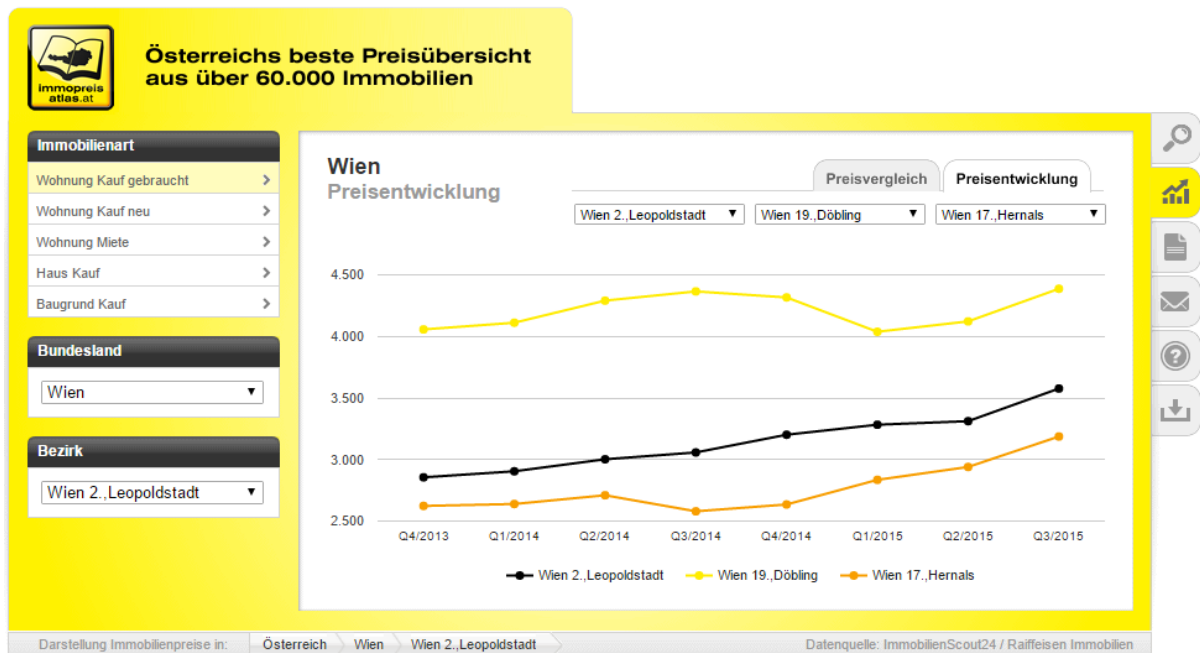 immopreis
atlas.at
Österreichs beste Preisübersicht
aus über 60.000 Immobilien
Immobilienart
Wohnung Kauf gebraucht
Wohnung Kauf neu
Wohnung Miete
Haus Kauf
Baugrund Kauf
Bundesland
Wien
Bezirk
Wien 2.,Leopoldstadt
Wien
Preisentwicklung
Preisvergleich Preisentwicklung
Wien 2.,Leopoldstadt Wien 19.,Döbling Wien 17.,Hernals
4.500
4.000
3.500
3.000
2.500
Q4/2013 Q1/2014 Q2/2014 Q3/2014 Q4/2014 Q1/2015 Q2/2015 Q3/2015
Wien 2.,Leopoldstadt Wien 19.,Döbling Wien 17.,Hernals
Darstellung Immobilienpreise in: Österreich Wien Wien 2.,Leopoldstadt Datenquelle: ImmobilienScout24 / Raiffeisen Immobilien